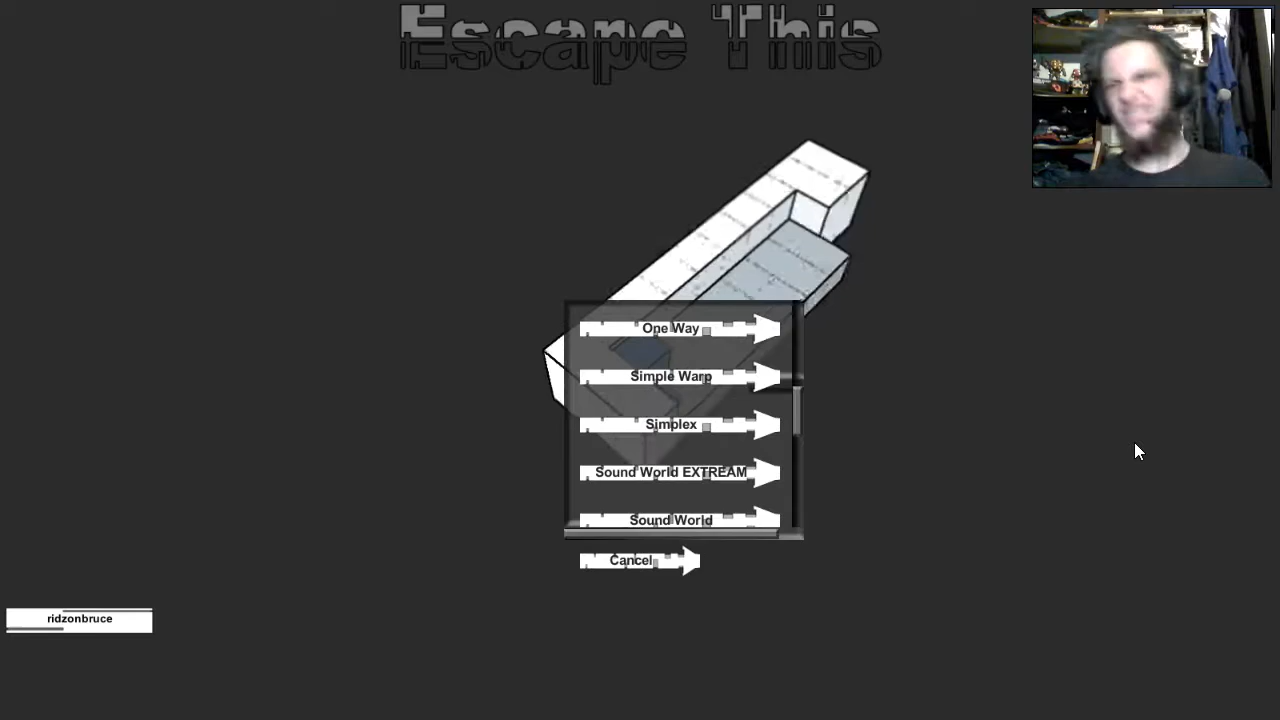 Escape This
One Way
Simple Warp
Simplex
Sound World EXTREAM
Sound World
Cancel
ridzonbruce